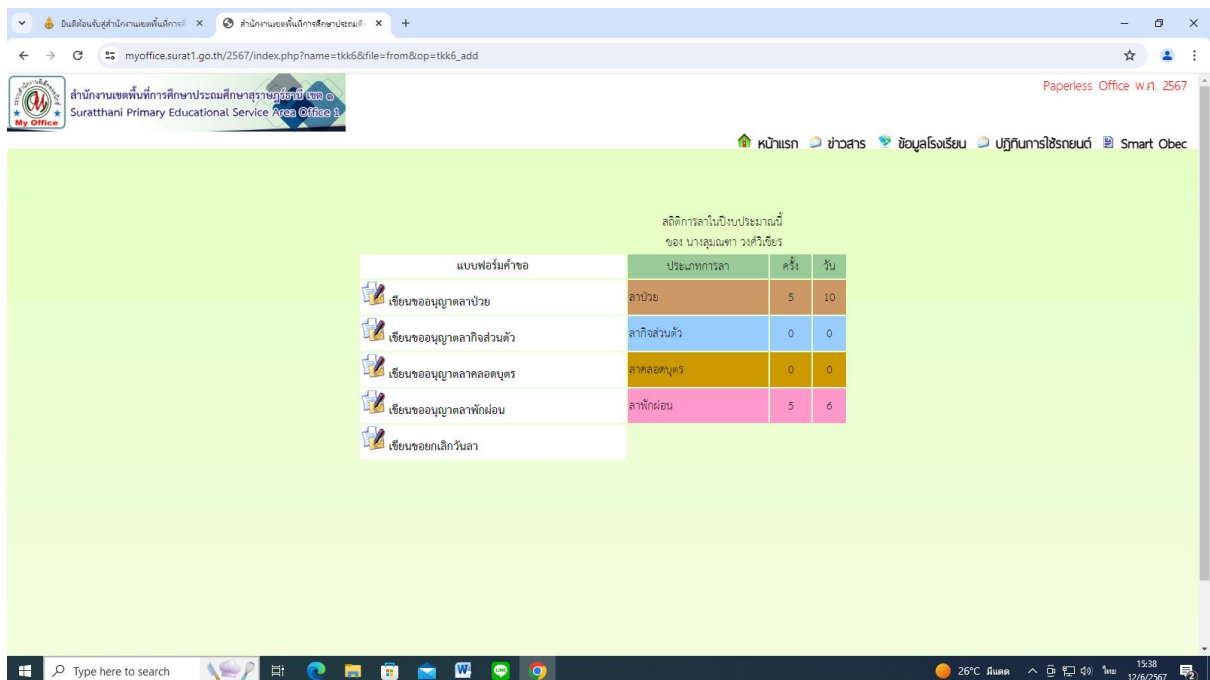 ยินดีต้อนรับสู่สำนักงานเขตพื้นที่การศึ
สำนักงานเขตพื้นที่การศึกษาประถมศึ
myoffice.surat1.go.th/2567/index.php?name=tkk6&file=from&op=tkk6_add
สำนักงานเขตพื้นที่การศึกษาประถมศึกษาสุราษฎร์ธานี เขต ๑
Suratthani Primary Educational Service Area Office 1
My Office
Paperless Office พ.ศ. 2567
หน้าแรก ข่าวสาร ข้อมูลโรงเรียน ปฏิทินการใช้รถยนต์ Smart Obec
สถิติการลาในปีงบประมาณนี้
ของ นางสุมณฑา วงศ์วิเชียร
แบบฟอร์มคำขอ ประเภทการลา ครั้ง วัน
เขียนขออนุญาตลาป่วย ลาป่วย 5 10
เขียนขออนุญาตลากิจส่วนตัว ลากิจส่วนตัว 0 0
เขียนขออนุญาตลาคลอดบุตร ลาคลอดบุตร 0 0
เขียนขออนุญาตลาพักผ่อน ลาพักผ่อน 5 6
เขียนขอยกเลิกวันลา
Type here to search
26°C มีแดด ไทย 15:38
12/6/2567